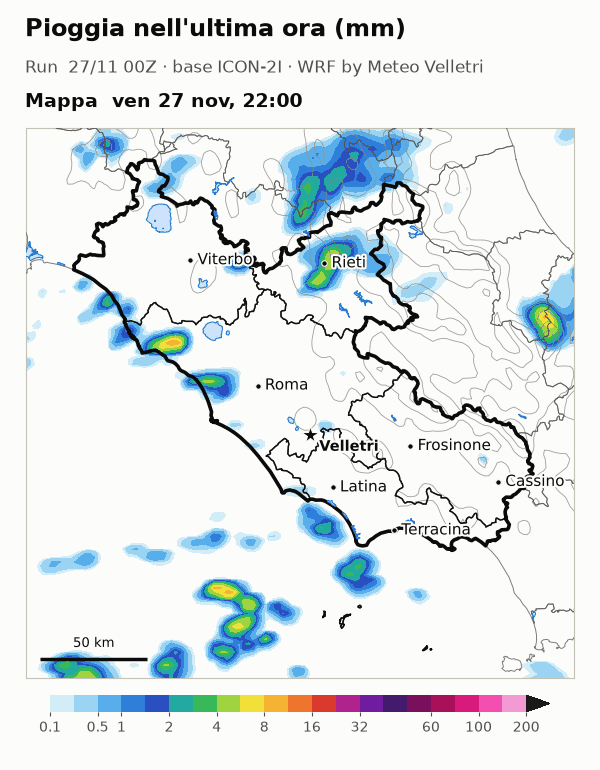 Pioggia nell'ultima ora (mm)
Run  27/11 00Z · base ICON-2I · WRF by Meteo Velletri
Mappa  ven 27 nov, 22:00
Viterbo
Rieti
Roma
Velletri
Frosinone
Latina
Cassino
Terracina
50 km
0.1 0.5 1 2 4 8 16 32 60 100 200